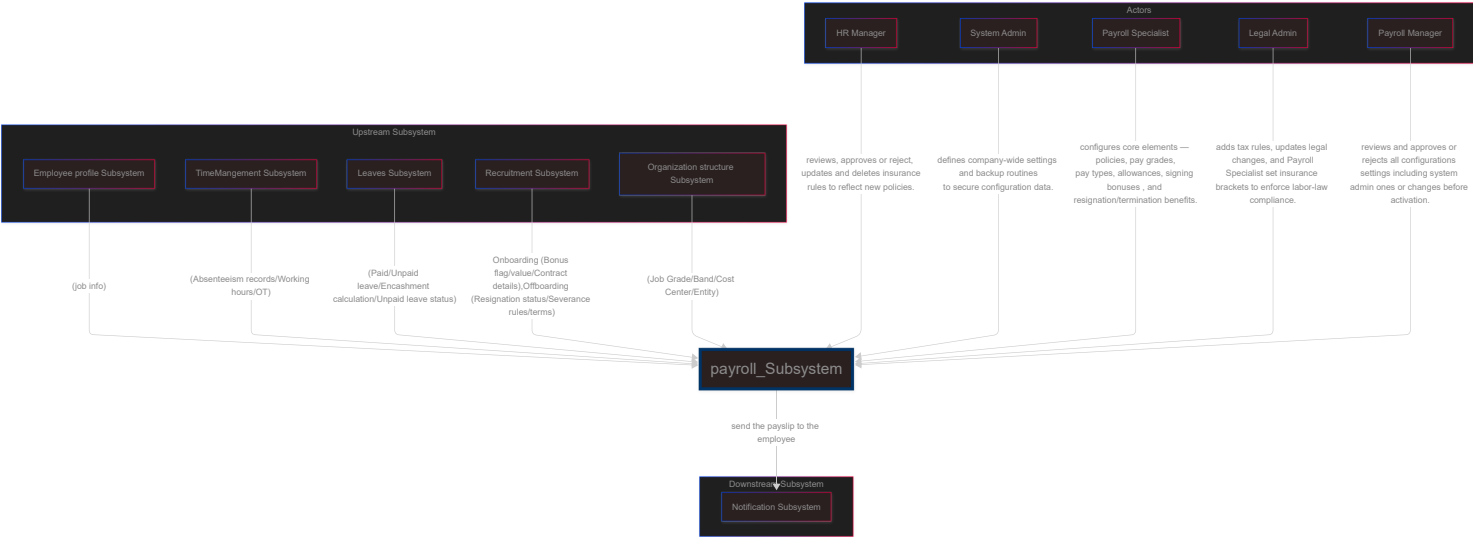 Actors
HR Manager
System Admin
Payroll Specialist
Legal Admin
Payroll Manager
Upstream Subsystem
Employee profile Subsystem
TimeMangement Subsystem
Leaves Subsystem
Recruitment Subsystem
Organization structure
Subsystem
reviews, approves or reject,
updates and deletes insurance
rules to reflect new policies.
defines company-wide settings
and backup routines
to secure configuration data.
configures core elements —
policies, pay grades,
pay types, allowances, signing
bonuses , and
resignation/termination benefits.
adds tax rules, updates legal
changes, and Payroll
Specialist set insurance
brackets to enforce labor-law
compliance.
reviews and approves or
rejects all configurations
settings including system
admin ones or changes before
activation.
(job info)
(Absenteeism records/Working
hours/OT)
(Paid/Unpaid
leave/Encashment
calculation/Unpaid leave status)
Onboarding (Bonus
flag/value/Contract
details),Offboarding
(Resignation status/Severance
rules/terms)
(Job Grade/Band/Cost
Center/Entity)
payroll_Subsystem
send the payslip to the
employee
Downstream Subsystem
Notification Subsystem